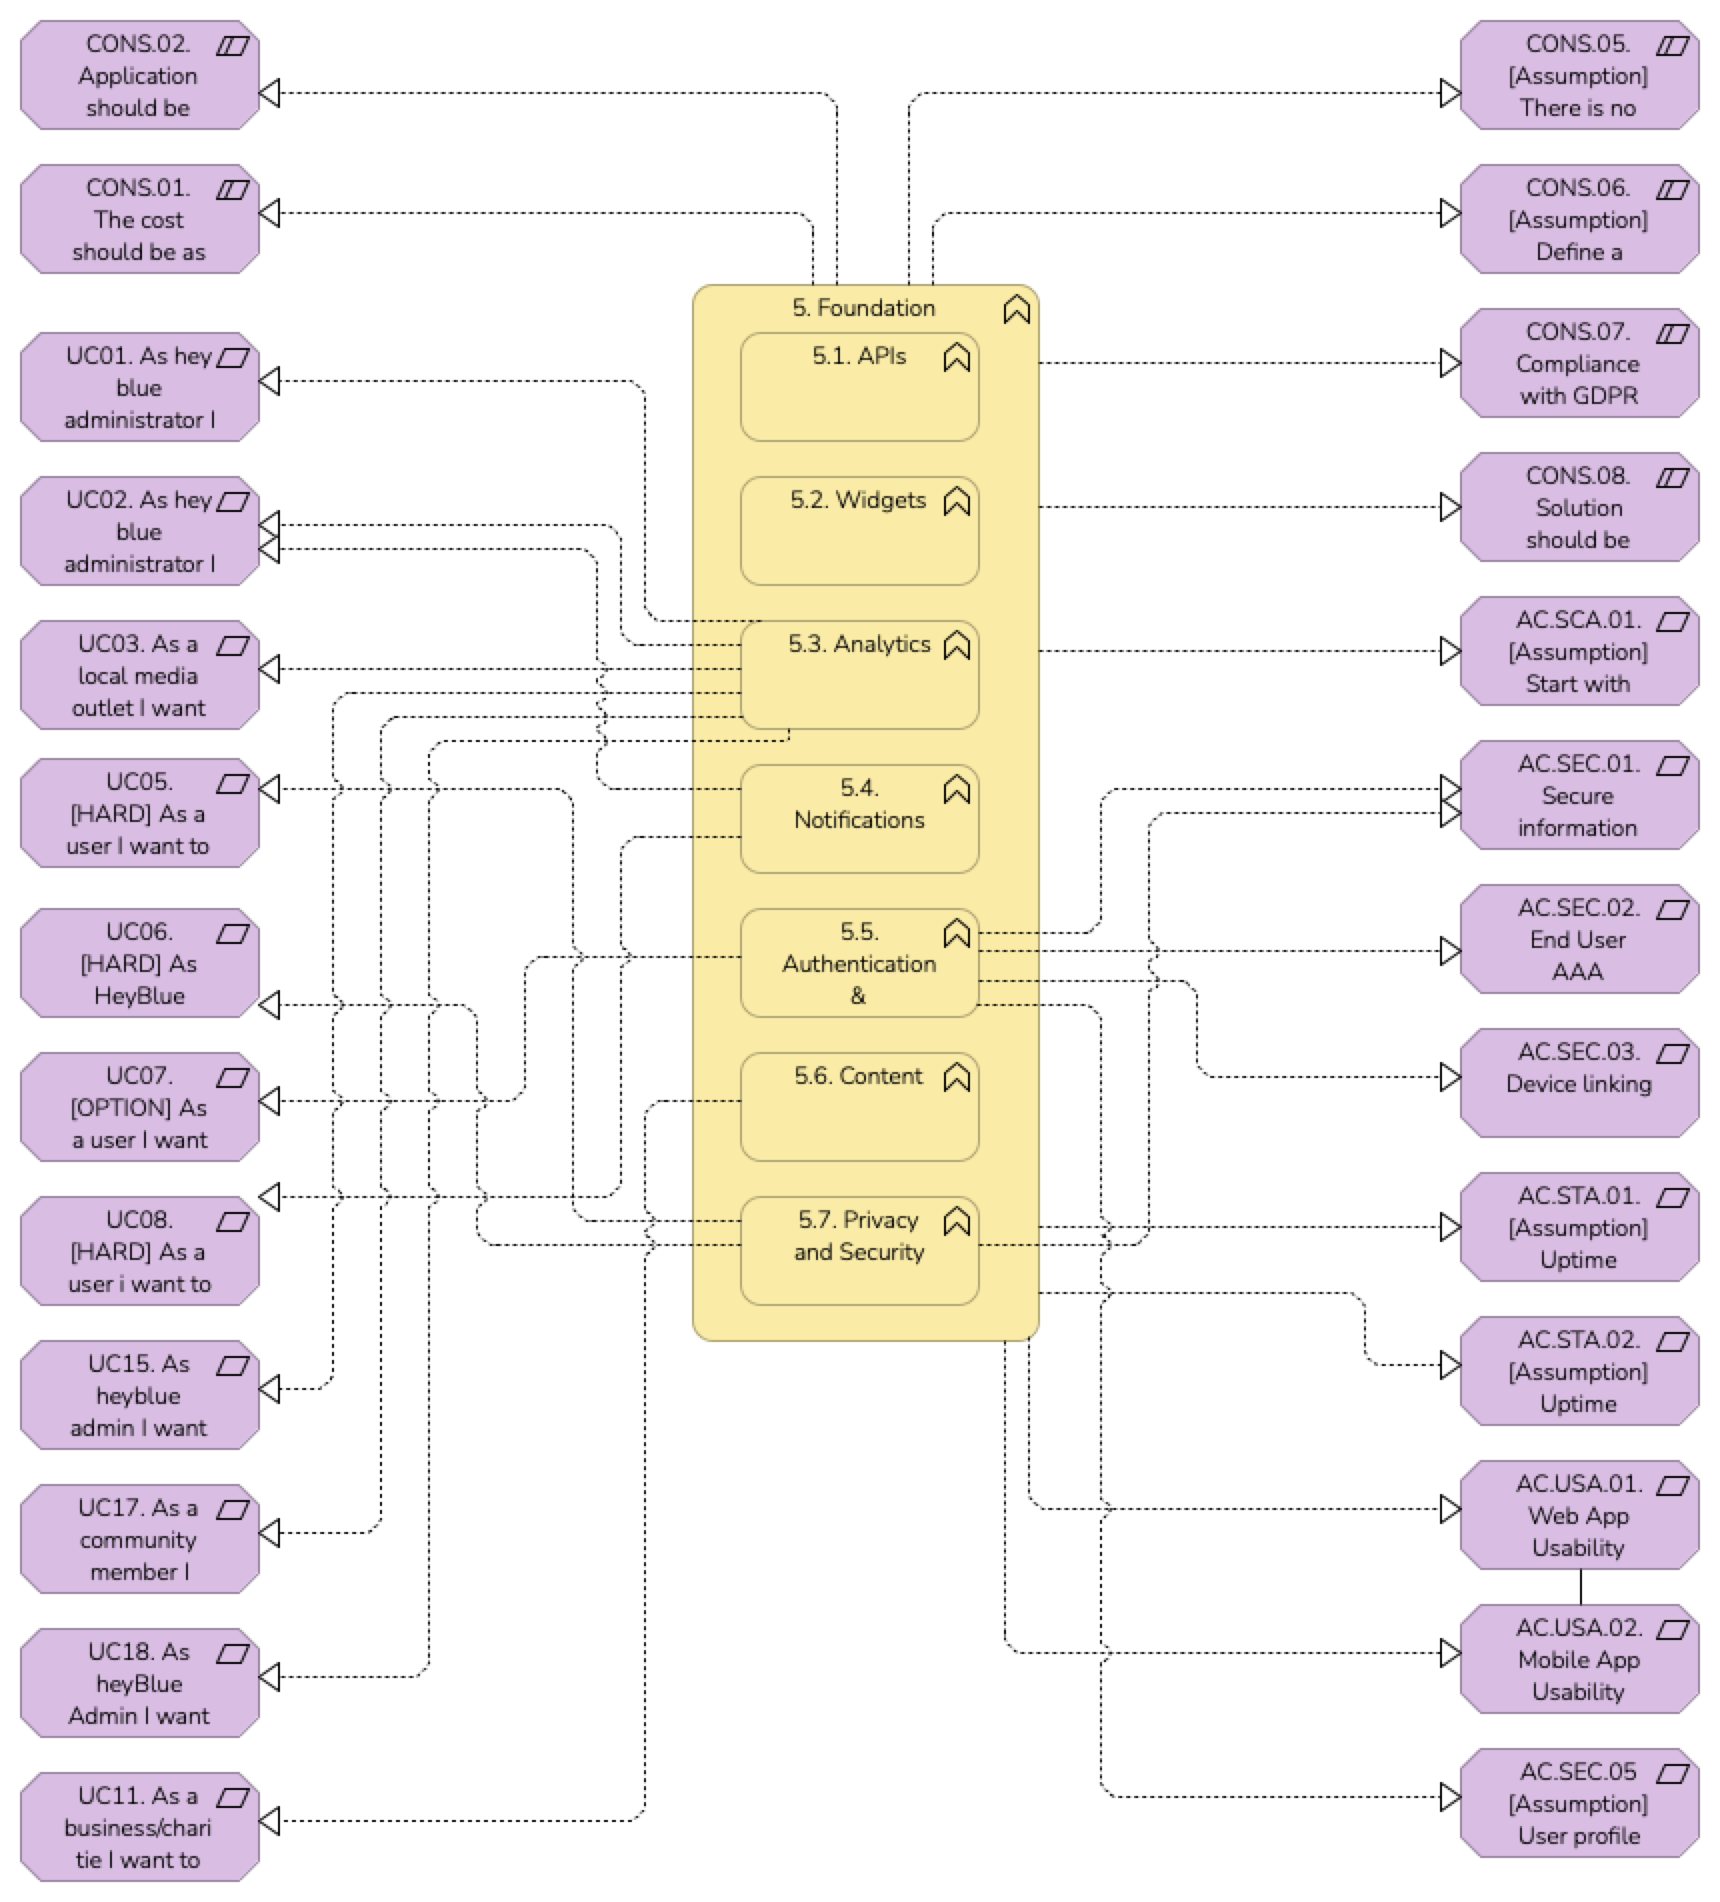 CONS.02.
Application
should be
CONS.01.
The cost
should be as
UC01. As hey
blue
administrator I
UC02. As hey
blue
administrator I
UC03. As a
local media
outlet I want
UC05.
[HARD] As a
user I want to
UC06.
[HARD] As
HeyBlue
UC07.
[OPTION] As
a user I want
UC08.
[HARD] As a
user i want to
UC15. As
heyblue
admin I want
UC17. As a
community
member I
UC18. As
heyBlue
Admin I want
UC11. As a
business/chari
tie I want to
5. Foundation
5.1. APIs
5.2. Widgets
5.3. Analytics
5.4.
Notifications
5.5.
Authentication
&
5.6. Content
5.7. Privacy
and Security
CONS.05.
[Assumption]
There is no
CONS.06.
[Assumption]
Define a
CONS.07.
Compliance
with GDPR
CONS.08.
Solution
should be
AC.SCA.01.
[Assumption]
Start with
AC.SEC.01.
Secure
information
AC.SEC.02.
End User
AAA
AC.SEC.03.
Device linking
AC.STA.01.
[Assumption]
Uptime
AC.STA.02.
[Assumption]
Uptime
AC.USA.01.
Web App
Usability
AC.USA.02.
Mobile App
Usability
AC.SEC.05
[Assumption]
User profile